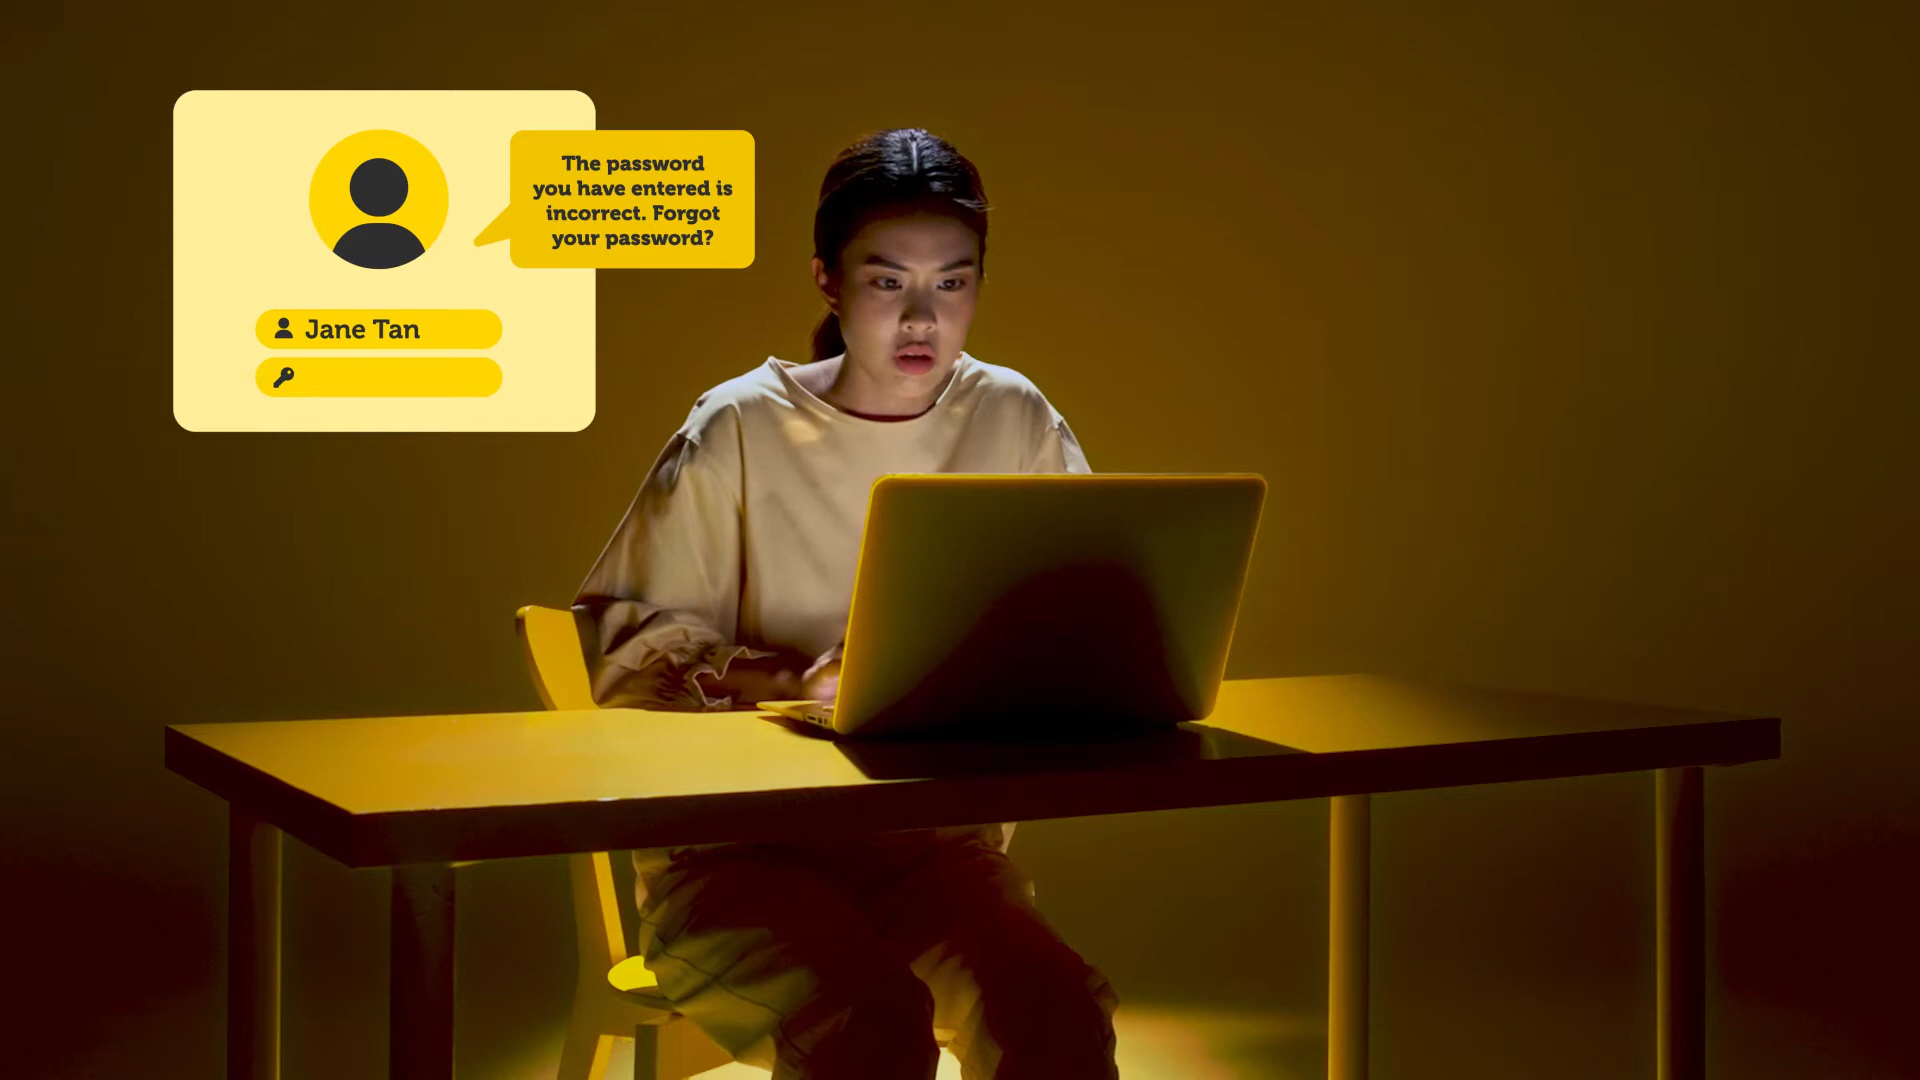 The password
you have entered is
incorrect. Forgot
your password?
Jane Tan